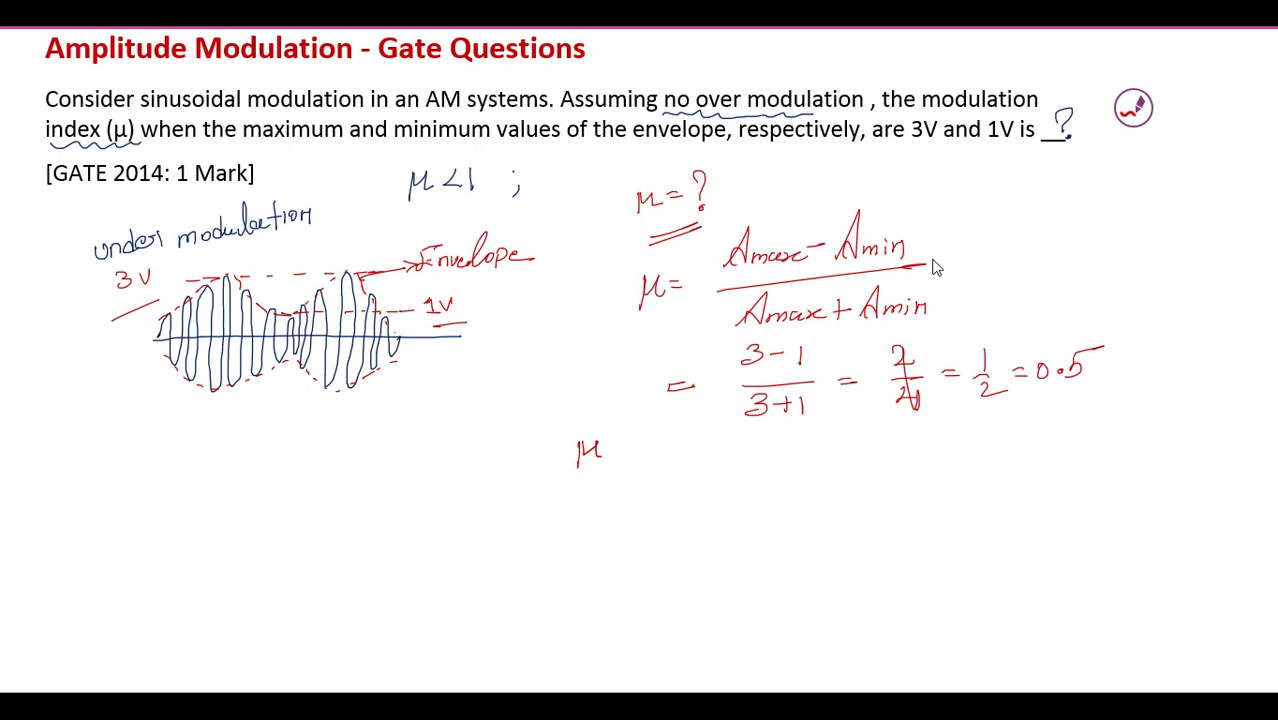 Amplitude Modulation - Gate Questions
Consider sinusoidal modulation in an AM systems. Assuming no over modulation , the modulation
index (μ) when the maximum and minimum values of the envelope, respectively, are 3V and 1V is __?
[GATE 2014: 1 Mark]
μ < 1 ;
under modulation
3V
Envelope
1V
μ = ?
μ = (Amax - Amin) / (Amax + Amin)
= (3 - 1) / (3 + 1) = 2/4 = 1/2 = 0.5
μ